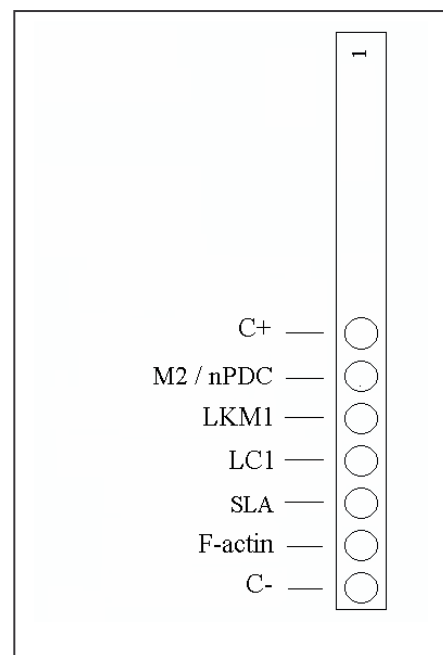 1
C+
M2 / nPDC
LKM1
LC1
SLA
F-actin
C-